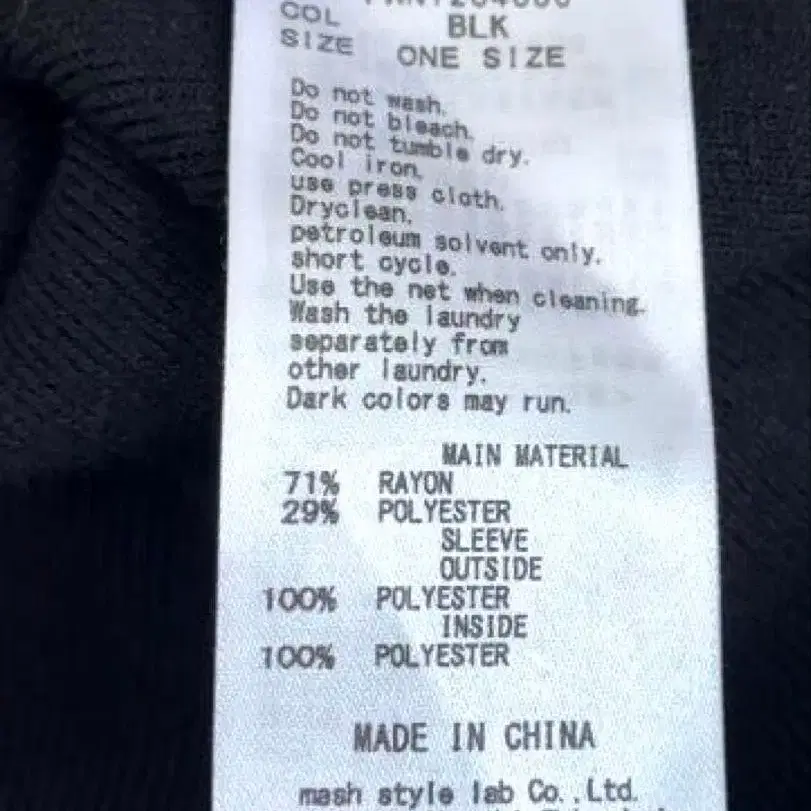 COL BLK
SIZE ONE SIZE
Do not wash.
Do not bleach.
Do not tumble dry.
Cool iron.
use press cloth.
Dryclean.
petroleum solvent only.
short cycle.
Use the net when cleaning.
Wash the laundry
separately from
other laundry.
Dark colors may run.
MAIN MATERIAL
71% RAYON
29% POLYESTER
SLEEVE
OUTSIDE
100% POLYESTER
INSIDE
100% POLYESTER
MADE IN CHINA
mash style lab Co.,Ltd.